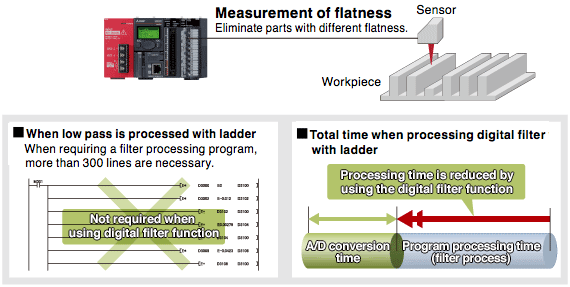 Measurement of flatness
Eliminate parts with different flatness.
Sensor
Workpiece
■ When low pass is processed with ladder
When requiring a filter processing program,
more than 300 lines are necessary.
Not required when
using digital filter function
■ Total time when processing digital filter
with ladder
Processing time is reduced by
using the digital filter function
A/D conversion
time
Program processing time
(filter process)